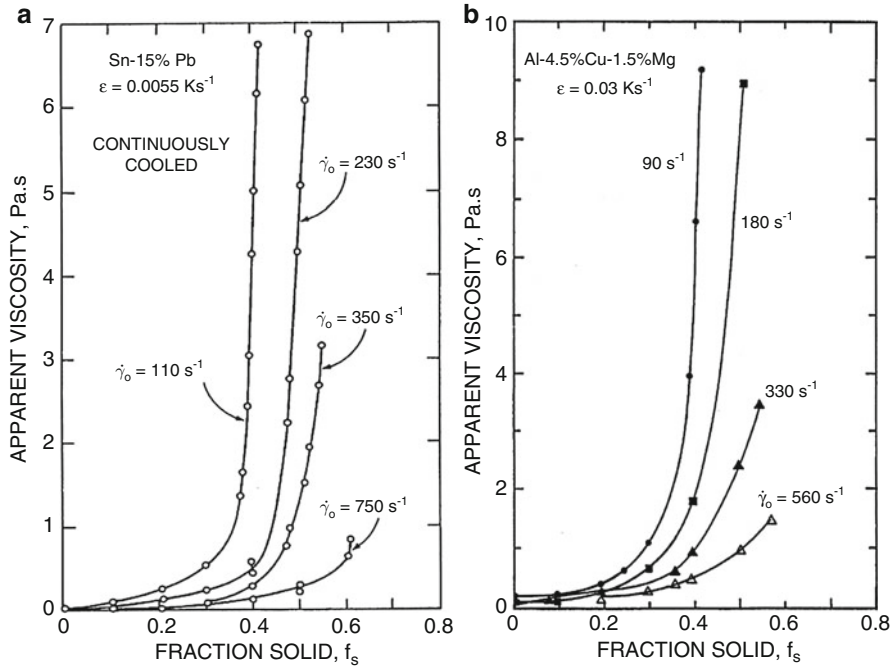 a
7
6
5
4
3
2
1
0
0
0.2
0.4
0.6
0.8
APPARENT VISCOSITY, Pa.s
FRACTION SOLID, fₛ
Sn-15% Pb
ε = 0.0055 Ks⁻¹
CONTINUOUSLY
COOLED
γ̇ₒ = 230 s⁻¹
γ̇ₒ = 350 s⁻¹
γ̇ₒ = 110 s⁻¹
γ̇ₒ = 750 s⁻¹
b
10
8
6
4
2
0
0
0.2
0.4
0.6
0.8
APPARENT VISCOSITY, Pa.s
FRACTION SOLID, fₛ
Al-4.5%Cu-1.5%Mg
ε = 0.03 Ks⁻¹
90 s⁻¹
180 s⁻¹
330 s⁻¹
γ̇ₒ = 560 s⁻¹